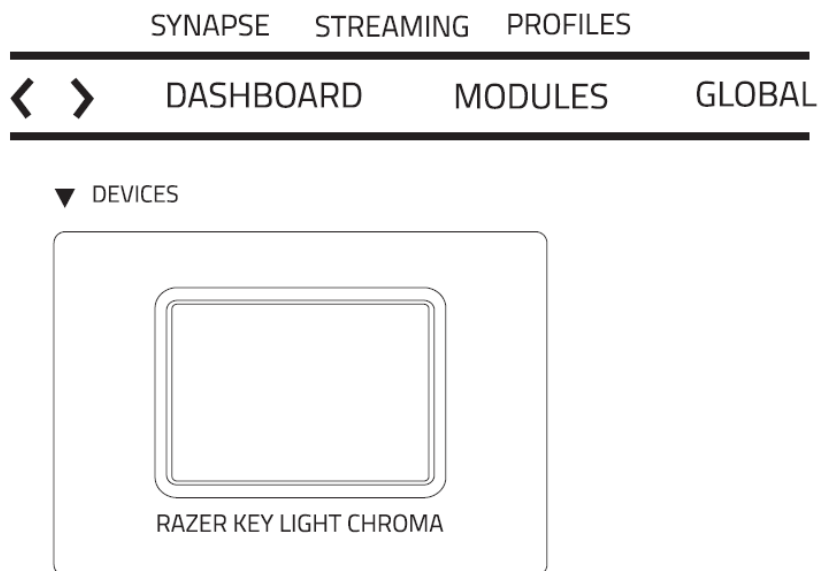 SYNAPSE STREAMING PROFILES
DASHBOARD MODULES GLOBAL
DEVICES
RAZER KEY LIGHT CHROMA